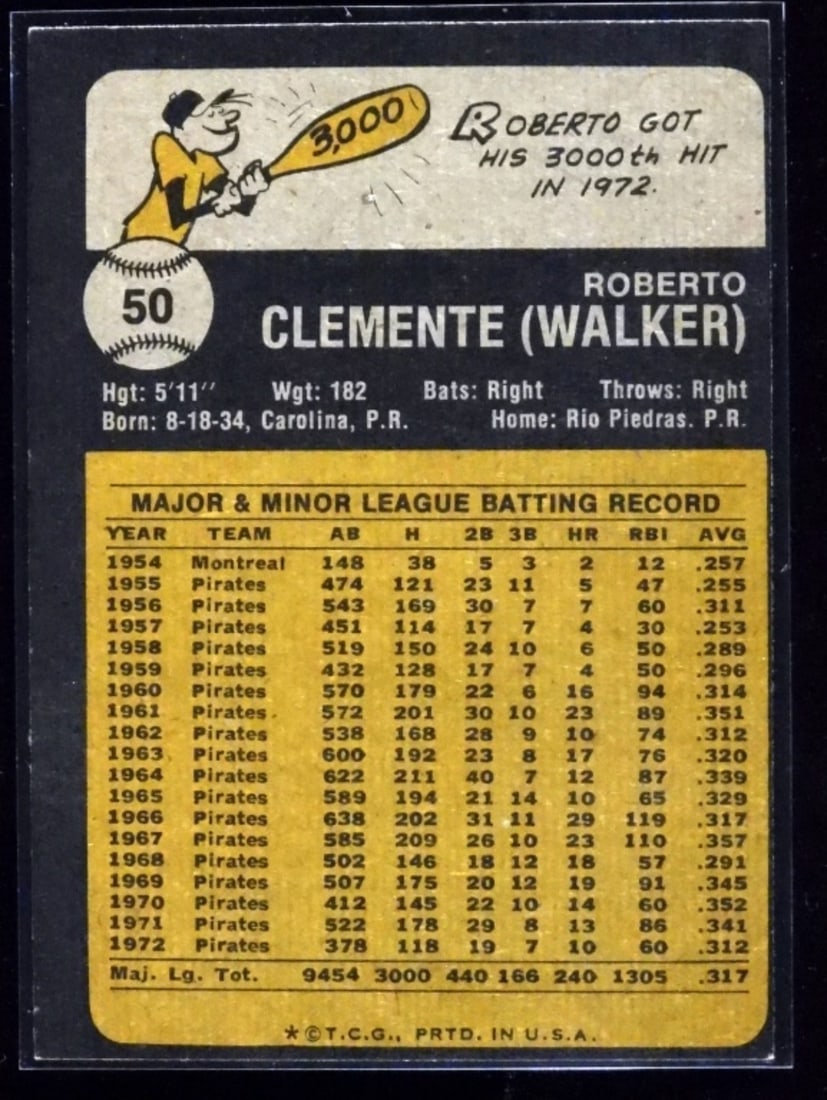 3,000
ROBERTO GOT
HIS 3000th HIT
IN 1972.
50
ROBERTO
CLEMENTE (WALKER)
Hgt: 5'11" Wgt: 182 Bats: Right Throws: Right
Born: 8-18-34, Carolina, P.R. Home: Rio Piedras. P.R.
MAJOR & MINOR LEAGUE BATTING RECORD
YEAR TEAM AB H 2B 3B HR RBI AVG
1954 Montreal 148 38 5 3 2 12 .257
1955 Pirates 474 121 23 11 5 47 .255
1956 Pirates 543 169 30 7 7 60 .311
1957 Pirates 451 114 17 7 4 30 .253
1958 Pirates 519 150 24 10 6 50 .289
1959 Pirates 432 128 17 7 4 50 .296
1960 Pirates 570 179 22 6 16 94 .314
1961 Pirates 572 201 30 10 23 89 .351
1962 Pirates 538 168 28 9 10 74 .312
1963 Pirates 600 192 23 8 17 76 .320
1964 Pirates 622 211 40 7 12 87 .339
1965 Pirates 589 194 21 14 10 65 .329
1966 Pirates 638 202 31 11 29 119 .317
1967 Pirates 585 209 26 10 23 110 .357
1968 Pirates 502 146 18 12 18 57 .291
1969 Pirates 507 175 20 12 19 91 .345
1970 Pirates 412 145 22 10 14 60 .352
1971 Pirates 522 178 29 8 13 86 .341
1972 Pirates 378 118 19 7 10 60 .312
Maj. Lg. Tot. 9454 3000 440 166 240 1305 .317
*©T.C.G., PRTD. IN U.S.A.